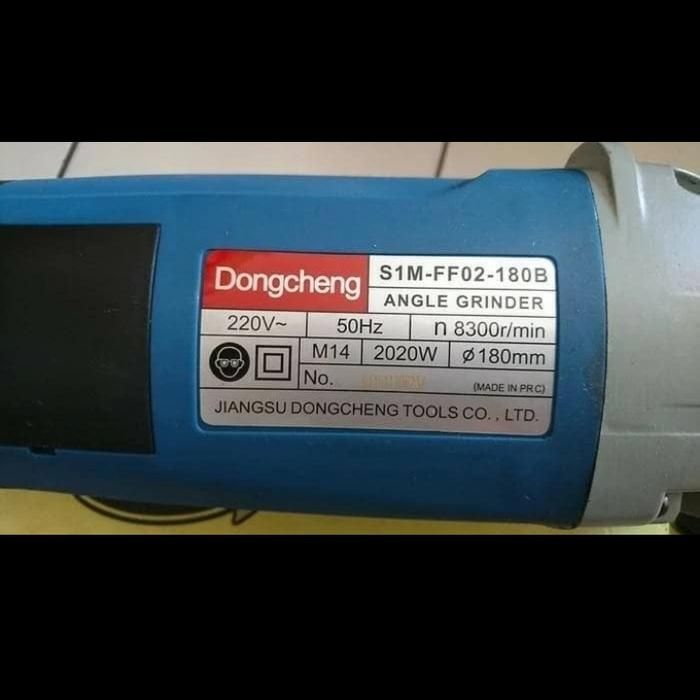 Dongcheng S1M-FF02-180B
ANGLE GRINDER
220V~ 50Hz n 8300r/min
M14 2020W ø180mm
No. (MADE IN PRC)
JIANGSU DONGCHENG TOOLS CO., LTD.